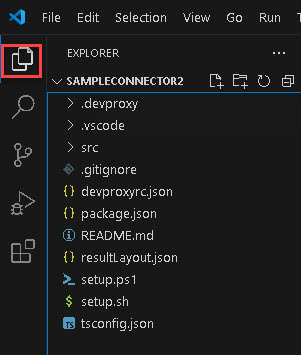 File Edit Selection View Go Run
EXPLORER
SAMPLECONNECTOR2
.devproxy
.vscode
src
.gitignore
{} devproxyrc.json
{} package.json
README.md
{} resultLayout.json
setup.ps1
$ setup.sh
TS tsconfig.json